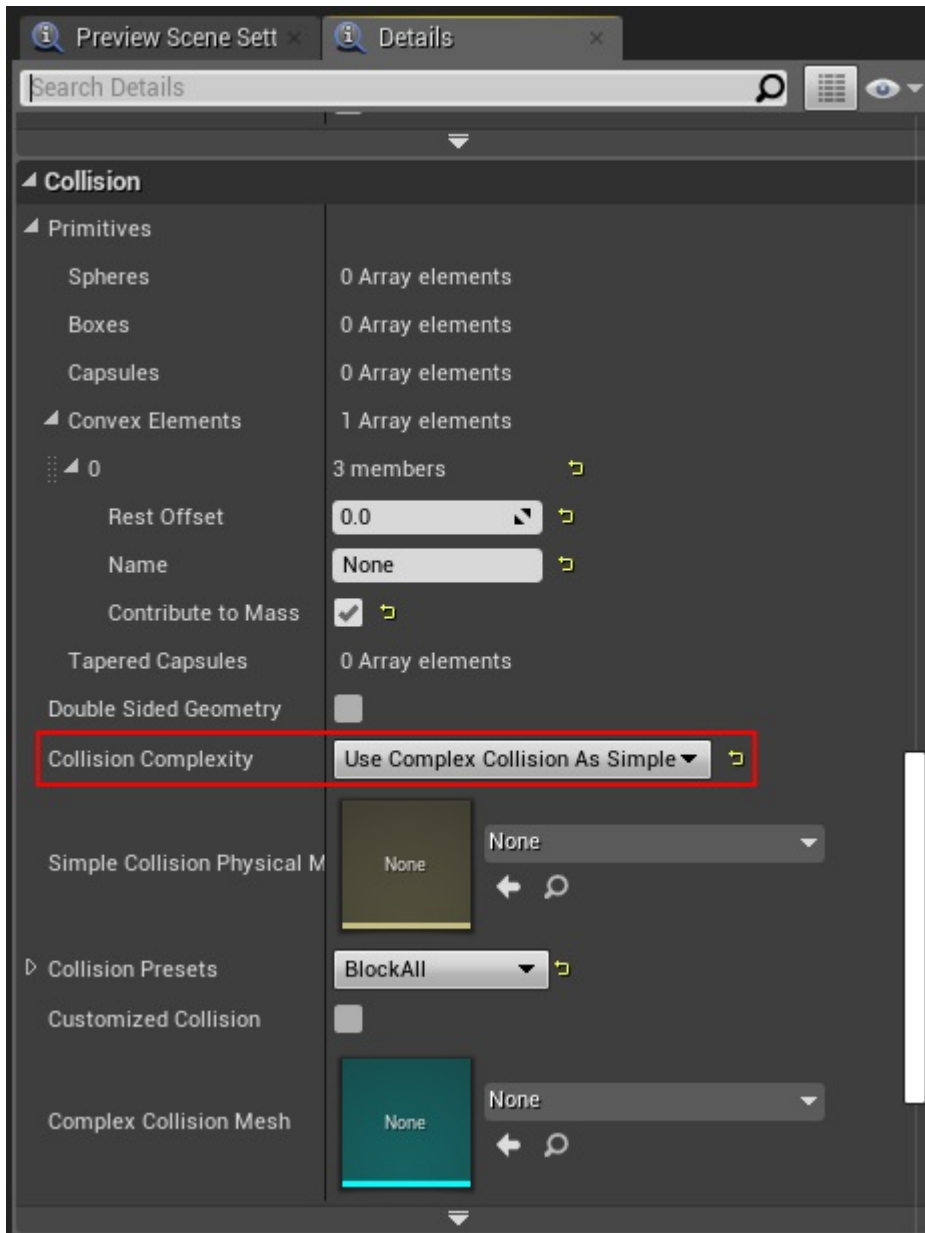 Preview Scene Sett
Details
Search Details
Collision
Primitives
Spheres 0 Array elements
Boxes 0 Array elements
Capsules 0 Array elements
Convex Elements 1 Array elements
0 3 members
Rest Offset 0.0
Name None
Contribute to Mass
Tapered Capsules 0 Array elements
Double Sided Geometry
Collision Complexity Use Complex Collision As Simple
Simple Collision Physical M None None
Collision Presets BlockAll
Customized Collision
Complex Collision Mesh None None